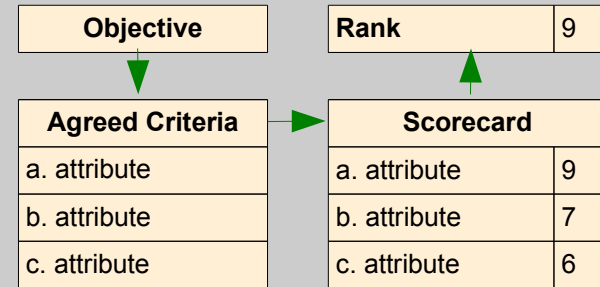 Objective
Rank 9
Agreed Criteria
a. attribute
b. attribute
c. attribute
Scorecard
a. attribute 9
b. attribute 7
c. attribute 6